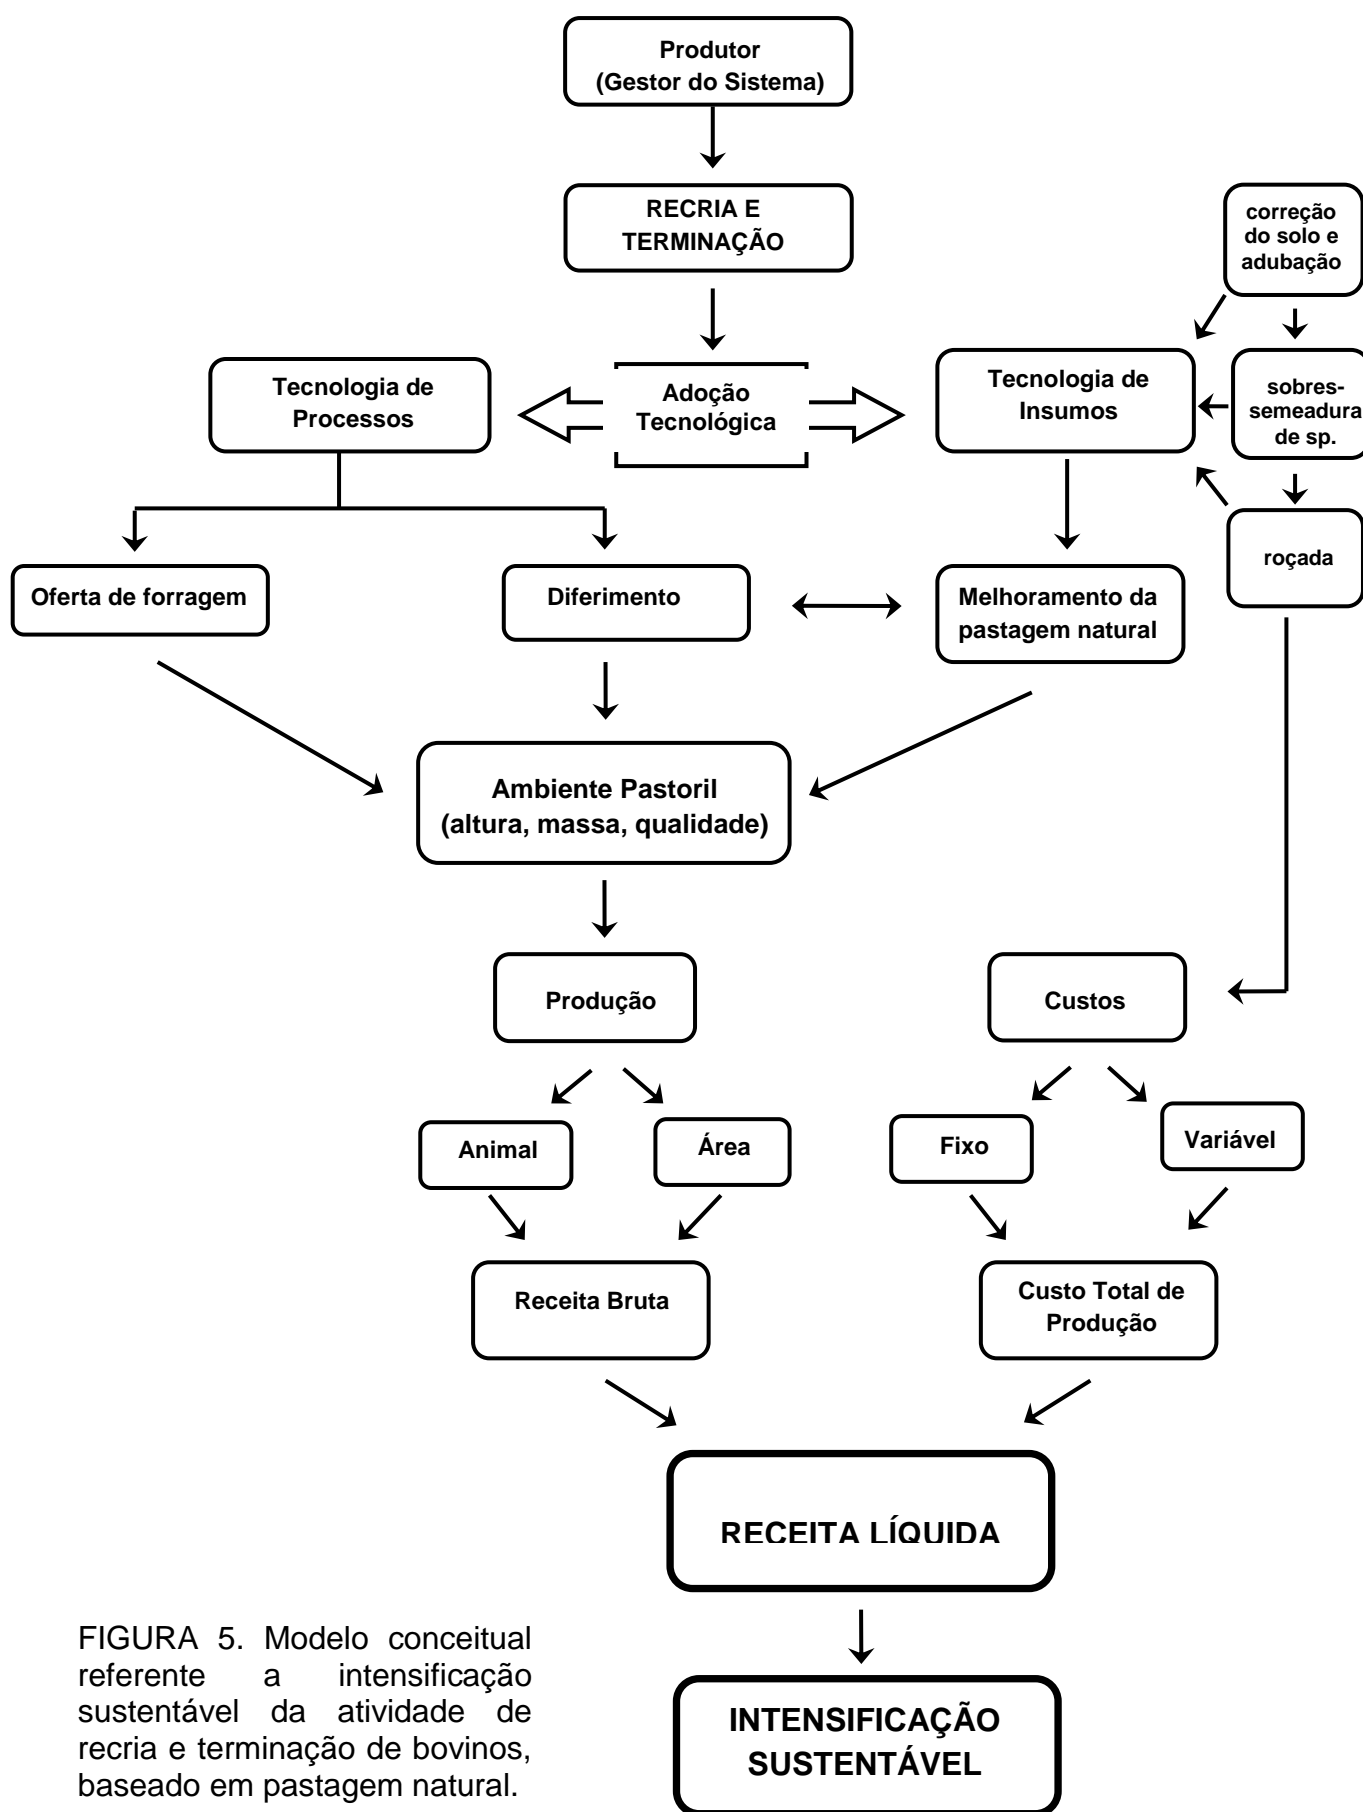 Produtor
(Gestor do Sistema)
RECRIA E
TERMINAÇÃO
correção
do solo e
adubação
Tecnologia de
Processos
Adoção
Tecnológica
Tecnologia de
Insumos
sobres-
semeadura
de sp.
roçada
Oferta de forragem
Diferimento
Melhoramento da
pastagem natural
Ambiente Pastoril
(altura, massa, qualidade)
Produção
Custos
Animal
Área
Fixo
Variável
Receita Bruta
Custo Total de
Produção
RECEITA LÍQUIDA
INTENSIFICAÇÃO
SUSTENTÁVEL
FIGURA 5. Modelo conceitual
referente a intensificação
sustentável da atividade de
recria e terminação de bovinos,
baseado em pastagem natural.